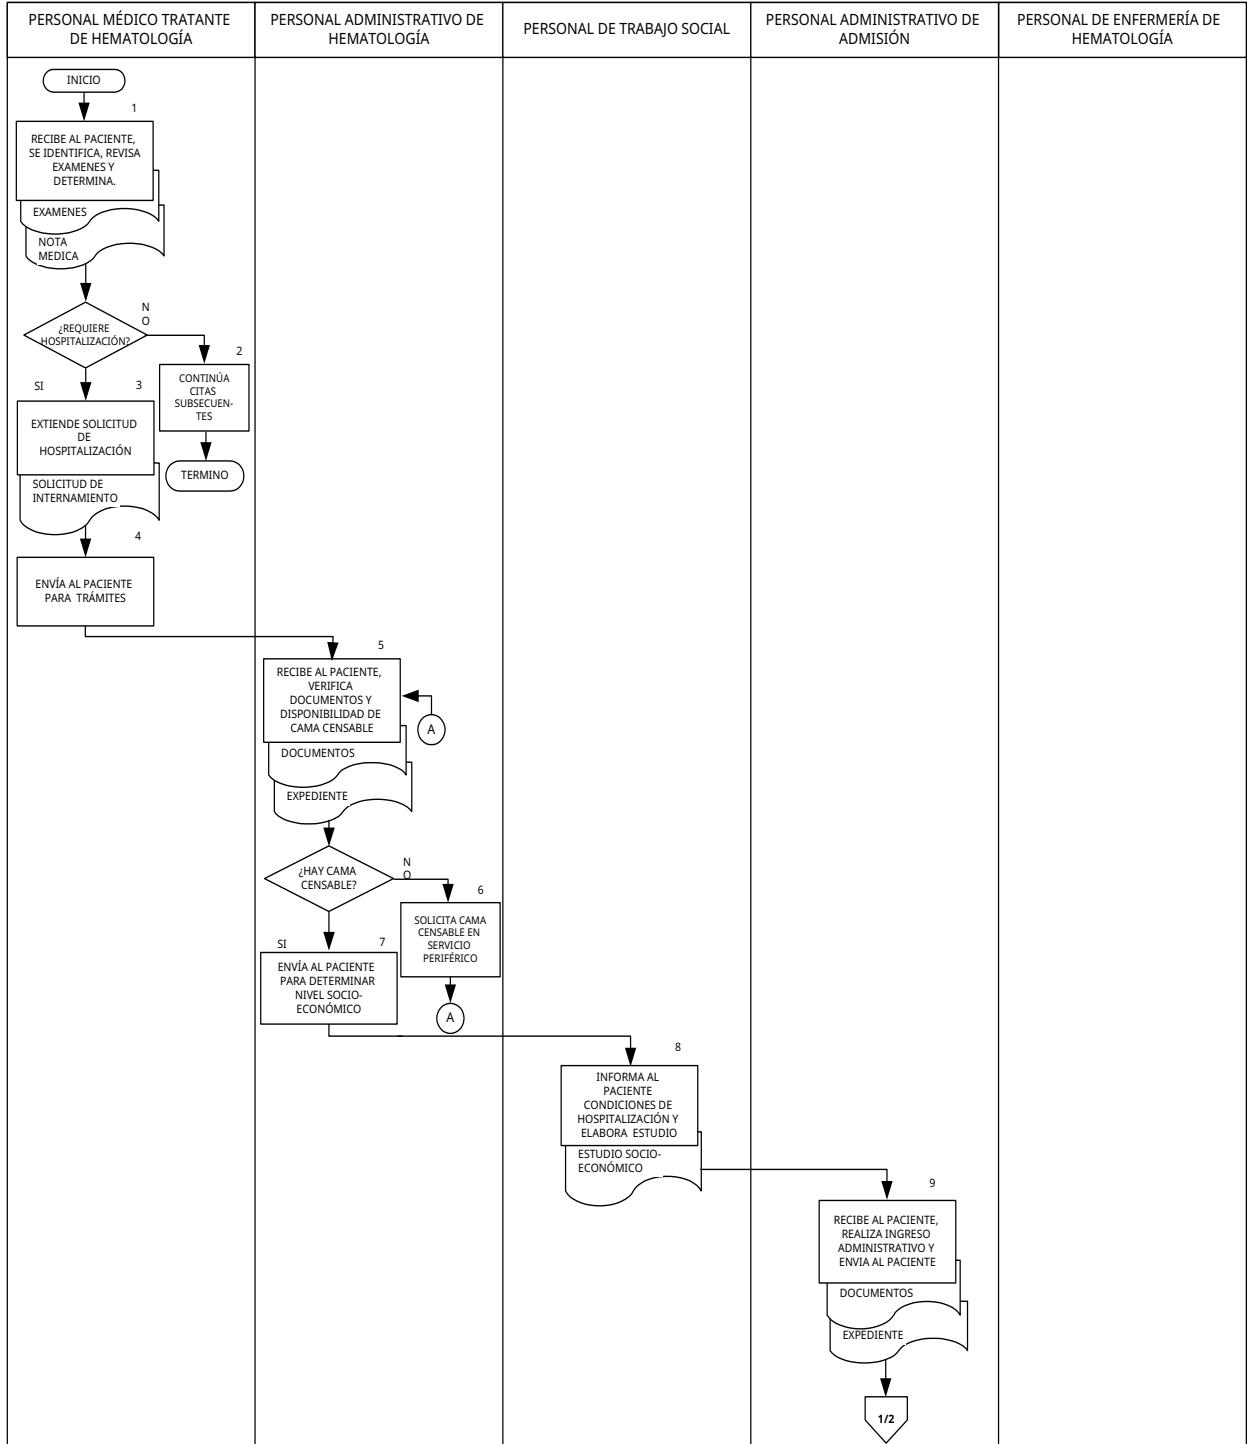 PERSONAL MÉDICO TRATANTE
DE HEMATOLOGÍA
PERSONAL ADMINISTRATIVO DE
HEMATOLOGÍA
PERSONAL DE TRABAJO SOCIAL
PERSONAL ADMINISTRATIVO DE
ADMISIÓN
PERSONAL DE ENFERMERÍA DE
HEMATOLOGÍA
INICIO
1
RECIBE AL PACIENTE,
SE IDENTIFICA, REVISA
EXAMENES Y
DETERMINA.
EXAMENES
NOTA
MEDICA
¿REQUIERE
HOSPITALIZACIÓN?
N
O
2
CONTINÚA
CITAS
SUBSECUEN-
TES
TERMINO
SI
3
EXTIENDE SOLICITUD
DE
HOSPITALIZACIÓN
SOLICITUD DE
INTERNAMIENTO
4
ENVÍA AL PACIENTE
PARA TRÁMITES
5
RECIBE AL PACIENTE,
VERIFICA
DOCUMENTOS Y
DISPONIBILIDAD DE
CAMA CENSABLE
A
DOCUMENTOS
EXPEDIENTE
¿HAY CAMA
CENSABLE?
N
O
6
SOLICITA CAMA
CENSABLE EN
SERVICIO
PERIFÉRICO
A
SI
7
ENVÍA AL PACIENTE
PARA DETERMINAR
NIVEL SOCIO-
ECONÓMICO
8
INFORMA AL
PACIENTE
CONDICIONES DE
HOSPITALIZACIÓN Y
ELABORA ESTUDIO
ESTUDIO SOCIO-
ECONÓMICO
9
RECIBE AL PACIENTE,
REALIZA INGRESO
ADMINISTRATIVO Y
ENVIA AL PACIENTE
DOCUMENTOS
EXPEDIENTE
1/2